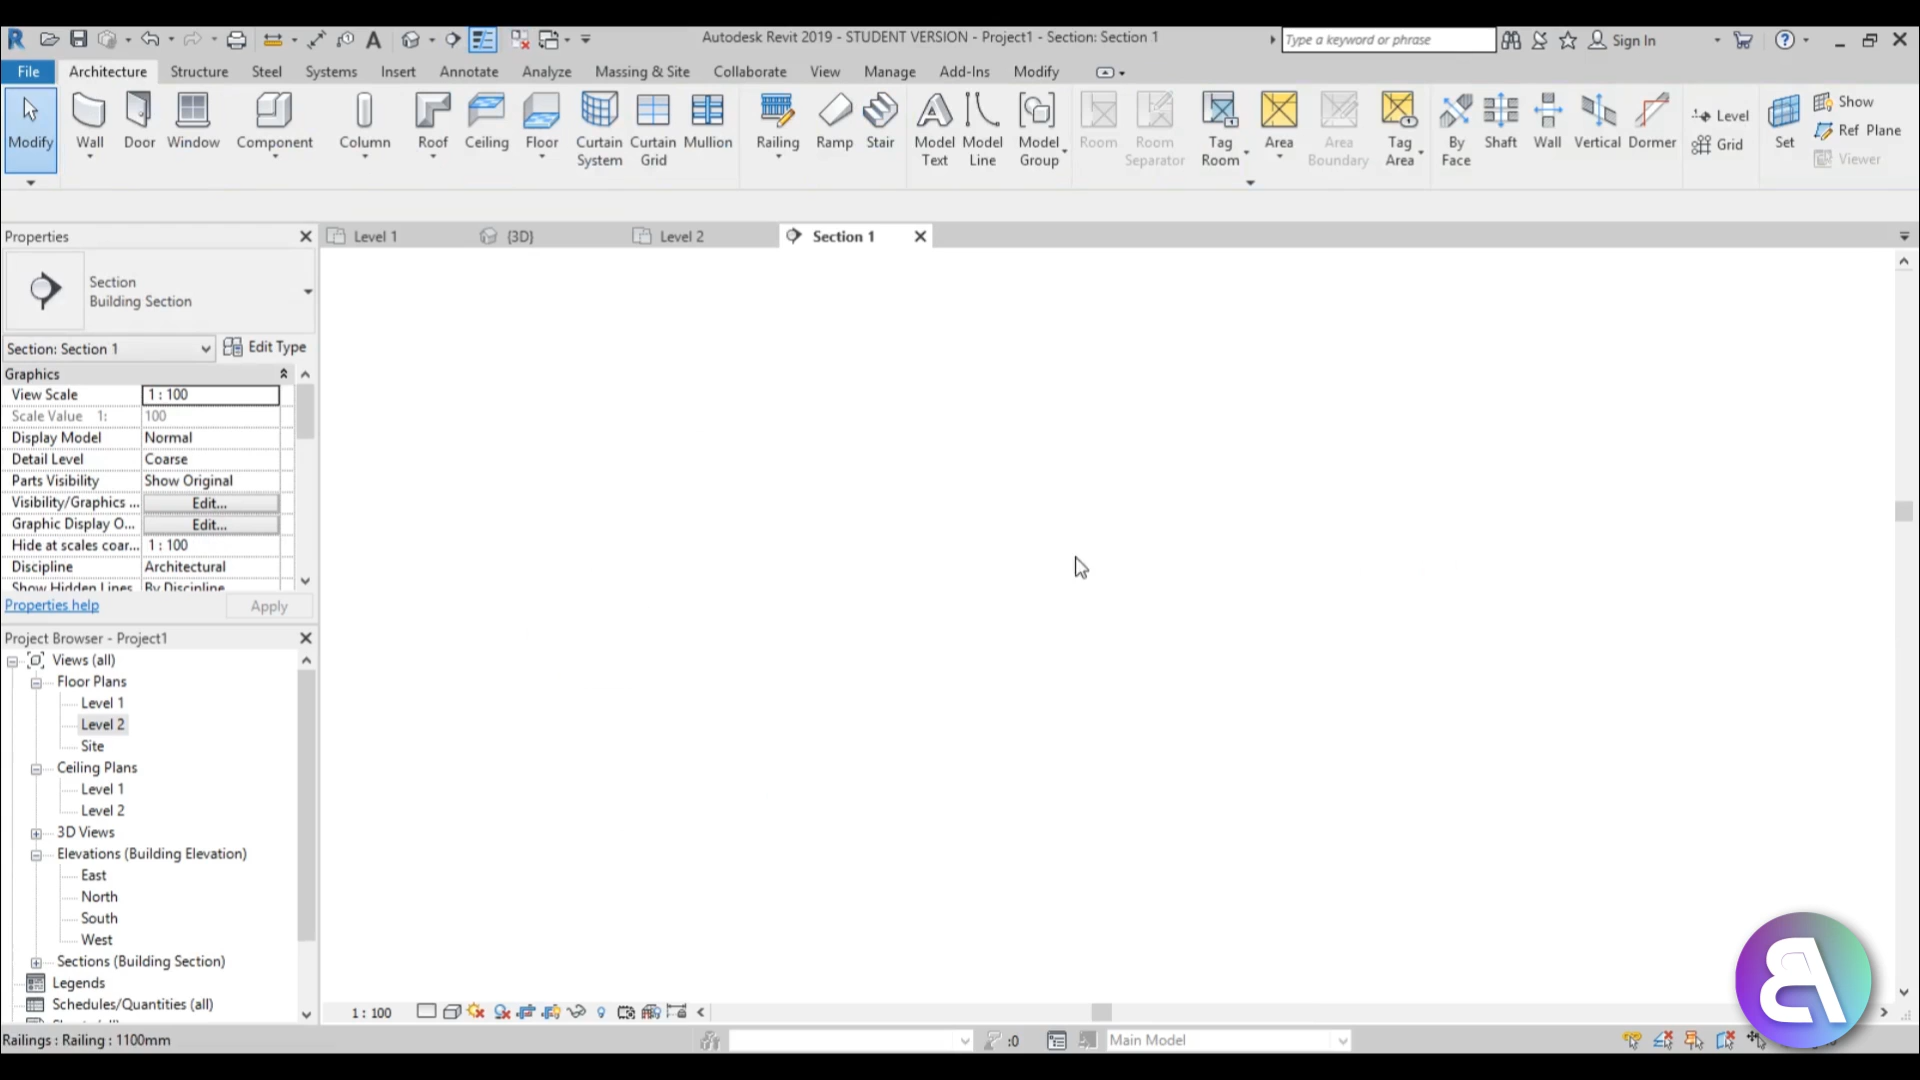 Autodesk Revit 2019 - STUDENT VERSION - Project1 - Section: Section 1
Type a keyword or phrase
Sign In
File Architecture Structure Steel Systems Insert Annotate Analyze Massing & Site Collaborate View Manage Add-Ins Modify
Modify Wall Door Window Component Column Roof Ceiling Floor Curtain System Curtain Grid Mullion Railing Ramp Stair Model Text Model Line Model Group Room Room Separator Tag Room Area Area Boundary Tag Area By Face Shaft Wall Vertical Dormer Level Grid Set Show Ref Plane Viewer
Properties
Level 1 {3D} Level 2 Section 1
Section
Building Section
Section: Section 1 Edit Type
Graphics
View Scale 1 : 100
Scale Value 1: 100
Display Model Normal
Detail Level Coarse
Parts Visibility Show Original
Visibility/Graphics ... Edit...
Graphic Display O... Edit...
Hide at scales coar... 1 : 100
Discipline Architectural
Show Hidden Lines By Discipline
Properties help Apply
Project Browser - Project1
Views (all)
Floor Plans
Level 1
Level 2
Site
Ceiling Plans
Level 1
Level 2
3D Views
Elevations (Building Elevation)
East
North
South
West
Sections (Building Section)
Legends
Schedules/Quantities (all)
1 : 100
Railings : Railing : 1100mm
:0
Main Model